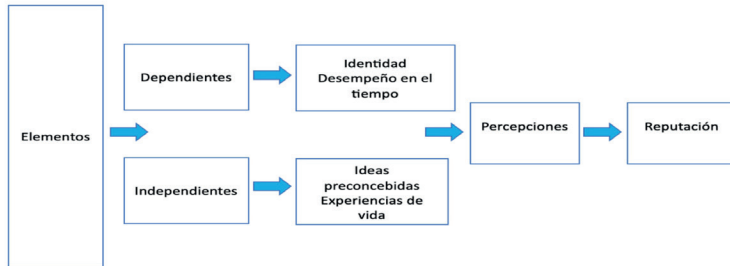 Elementos
Dependientes
Identidad
Desempeño en el
tiempo
Independientes
Ideas
preconcebidas
Experiencias de
vida
Percepciones
Reputación